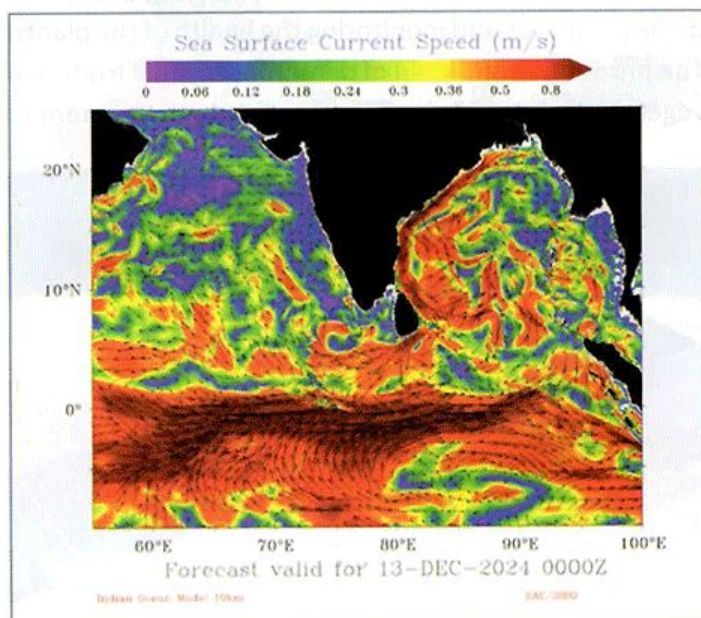 Sea Surface Current Speed (m/s)
0 0.06 0.12 0.18 0.24 0.3 0.36 0.5 0.8
20°N
10°N
0°
60°E 70°E 80°E 90°E 100°E
Forecast valid for 13-DEC-2024 0000Z
Indian Ocean Model 10km